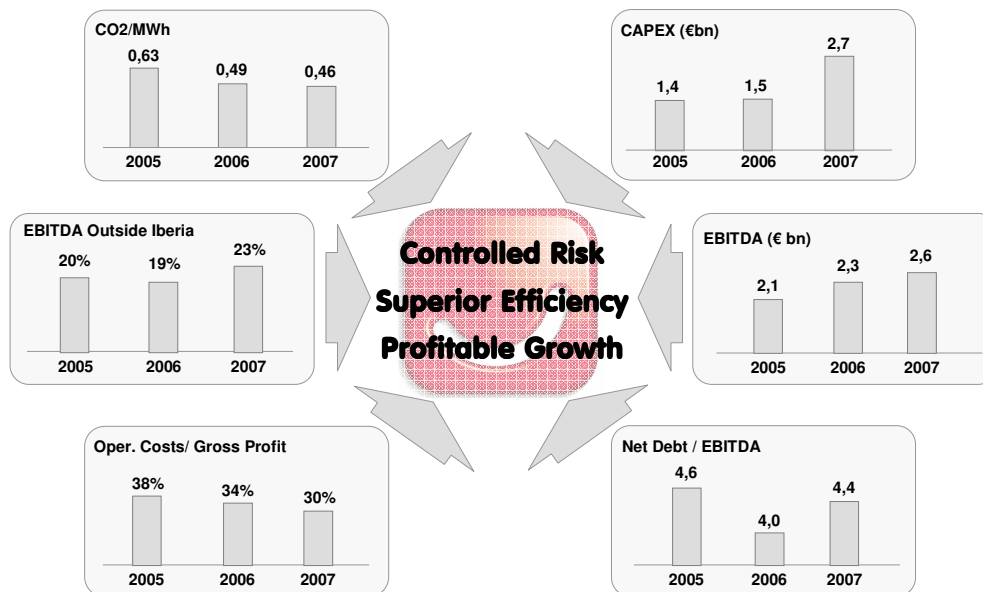 CO2/MWh
0,63
0,49
0,46
2005 2006 2007
CAPEX (€bn)
1,4
1,5
2,7
2005 2006 2007
EBITDA Outside Iberia
20%
19%
23%
2005 2006 2007
Controlled Risk
Superior Efficiency
Profitable Growth
EBITDA (€ bn)
2,1
2,3
2,6
2005 2006 2007
Oper. Costs/ Gross Profit
38%
34%
30%
2005 2006 2007
Net Debt / EBITDA
4,6
4,0
4,4
2005 2006 2007